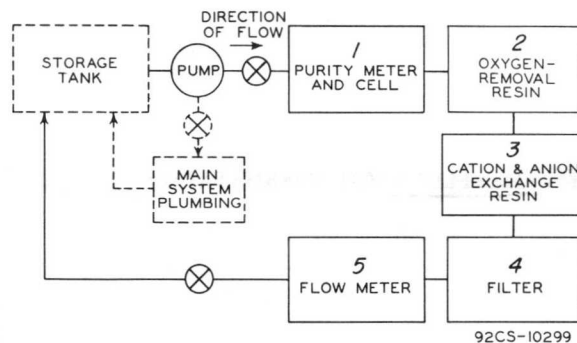 DIRECTION
OF FLOW
STORAGE
TANK
PUMP
1
PURITY METER
AND CELL
2
OXYGEN-
REMOVAL
RESIN
3
CATION & ANION
EXCHANGE
RESIN
MAIN
SYSTEM
PLUMBING
5
FLOW METER
4
FILTER
92CS-10299